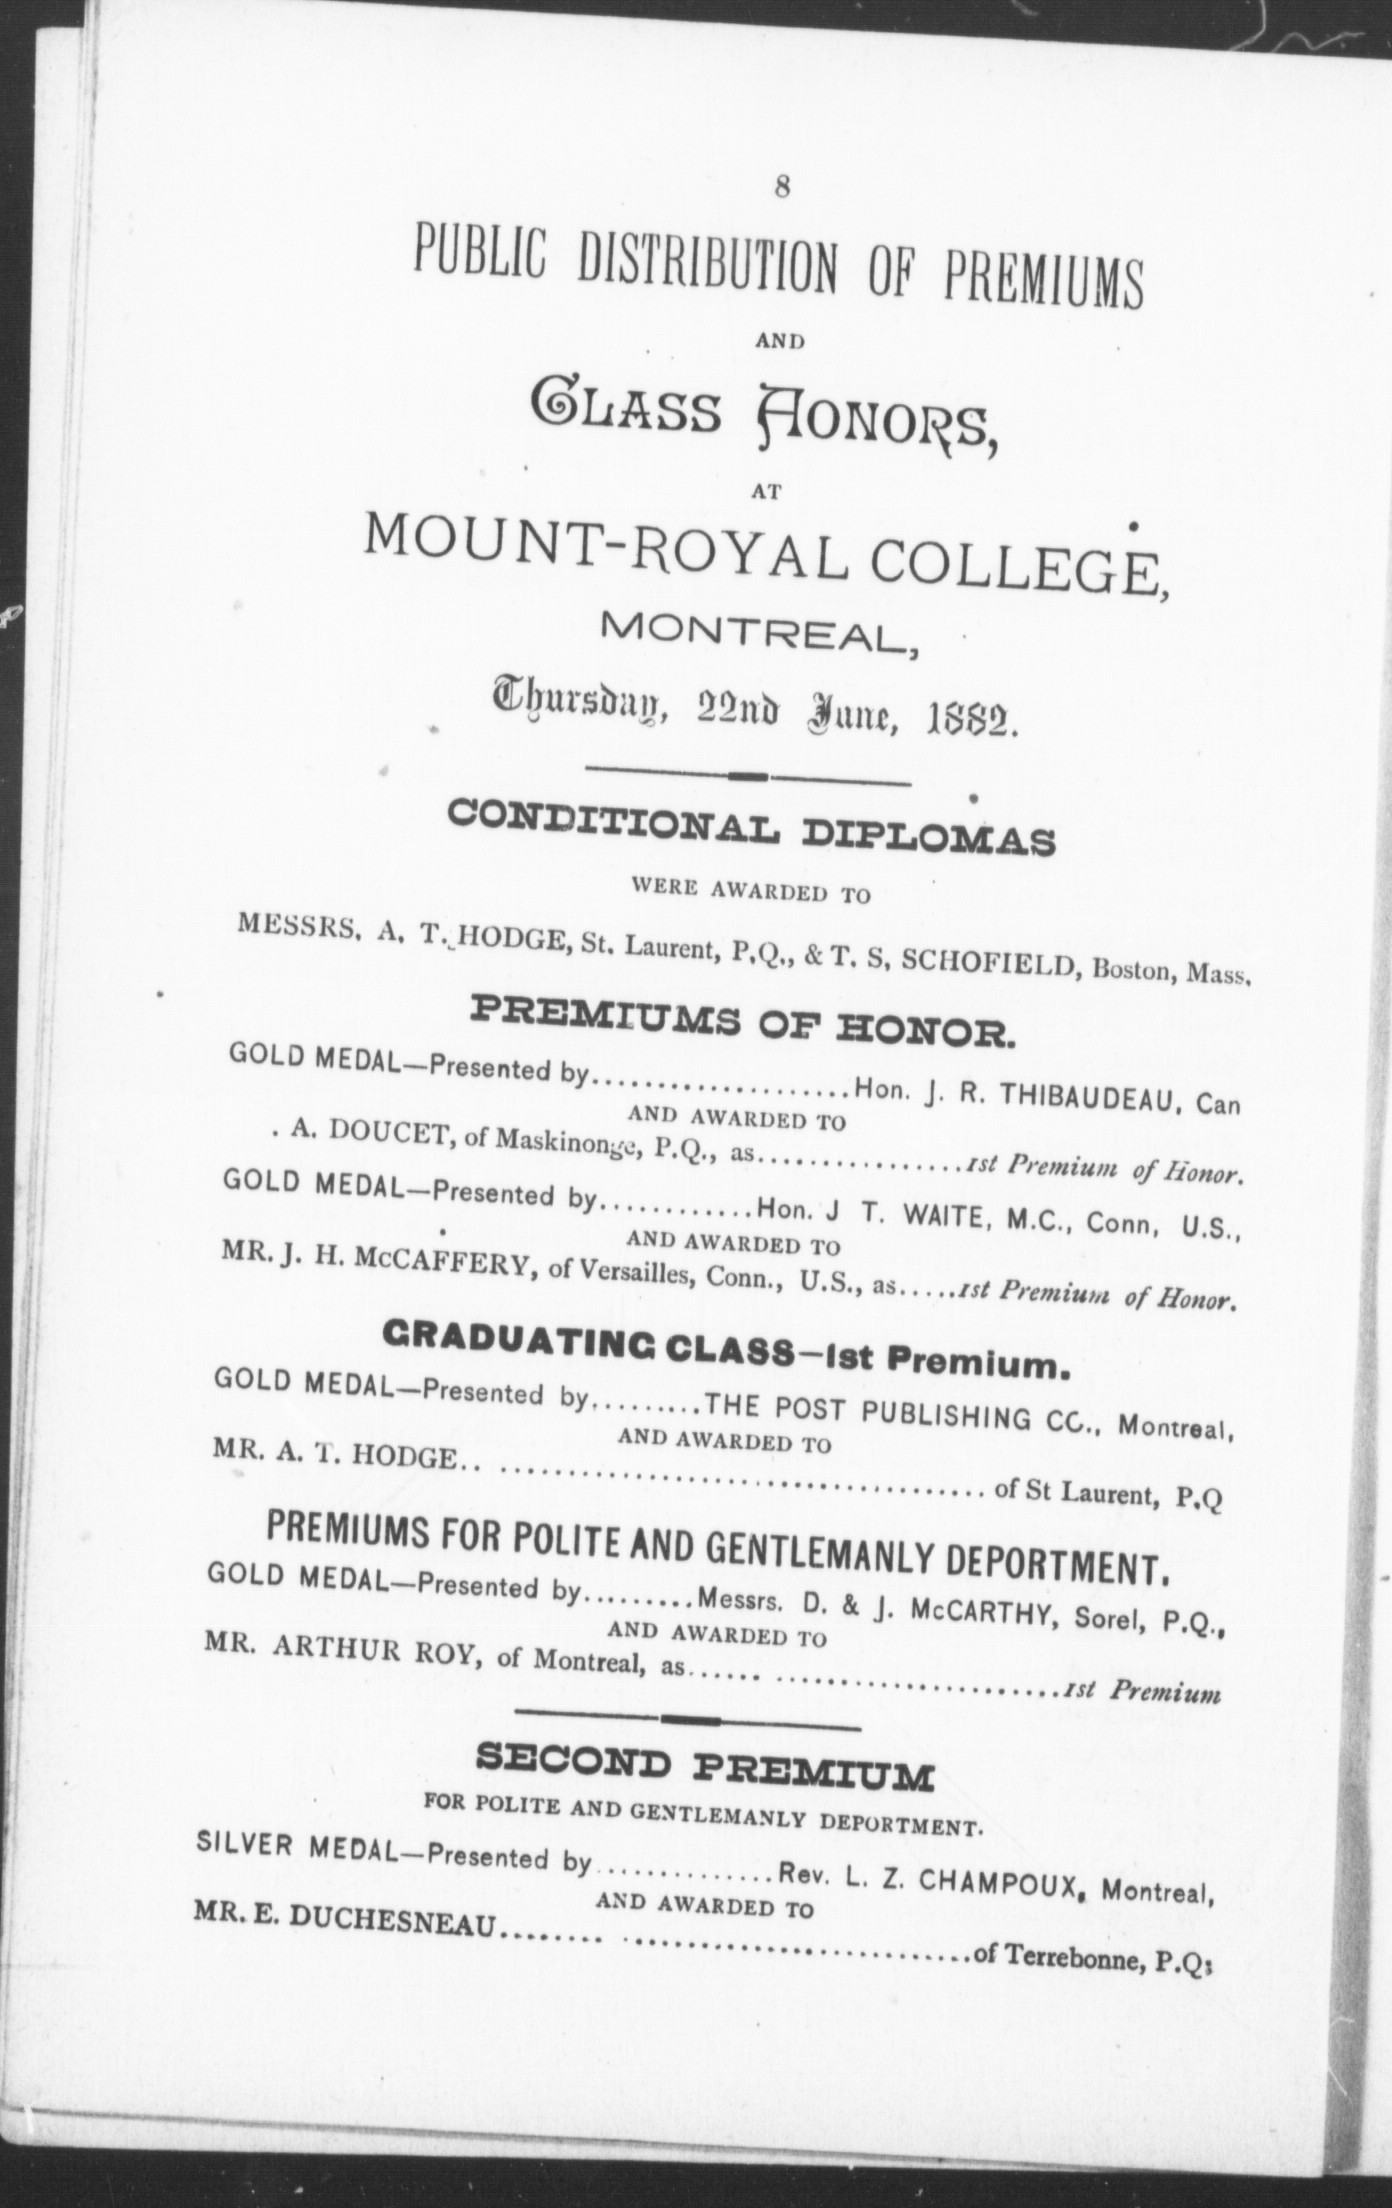 8
PUBLIC DISTRIBUTION OF PREMIUMS
AND
CLASS HONORS,
AT
MOUNT-ROYAL COLLEGE,
MONTREAL,
Thursday, 22nd June, 1882.
CONDITIONAL DIPLOMAS
WERE AWARDED TO
MESSRS. A. T. HODGE, St. Laurent, P.Q., & T. S, SCHOFIELD, Boston, Mass.
PREMIUMS OF HONOR.
GOLD MEDAL—Presented by....................Hon. J. R. THIBAUDEAU, Can
AND AWARDED TO
. A. DOUCET, of Maskinonge, P.Q., as................1st Premium of Honor.
GOLD MEDAL—Presented by............Hon. J T. WAITE, M.C., Conn, U.S.,
AND AWARDED TO
MR. J. H. McCAFFERY, of Versailles, Conn., U.S., as.....1st Premium of Honor.
GRADUATING CLASS—1st Premium.
GOLD MEDAL—Presented by.........THE POST PUBLISHING CO., Montreal,
AND AWARDED TO
MR. A. T. HODGE.. .................................... of St Laurent, P.Q
PREMIUMS FOR POLITE AND GENTLEMANLY DEPORTMENT.
GOLD MEDAL—Presented by.........Messrs. D. & J. McCARTHY, Sorel, P.Q.,
AND AWARDED TO
MR. ARTHUR ROY, of Montreal, as...... ......................1st Premium
SECOND PREMIUM
FOR POLITE AND GENTLEMANLY DEPORTMENT.
SILVER MEDAL—Presented by..............Rev. L. Z. CHAMPOUX, Montreal,
AND AWARDED TO
MR. E. DUCHESNEAU........ ..........................of Terrebonne, P.Q;